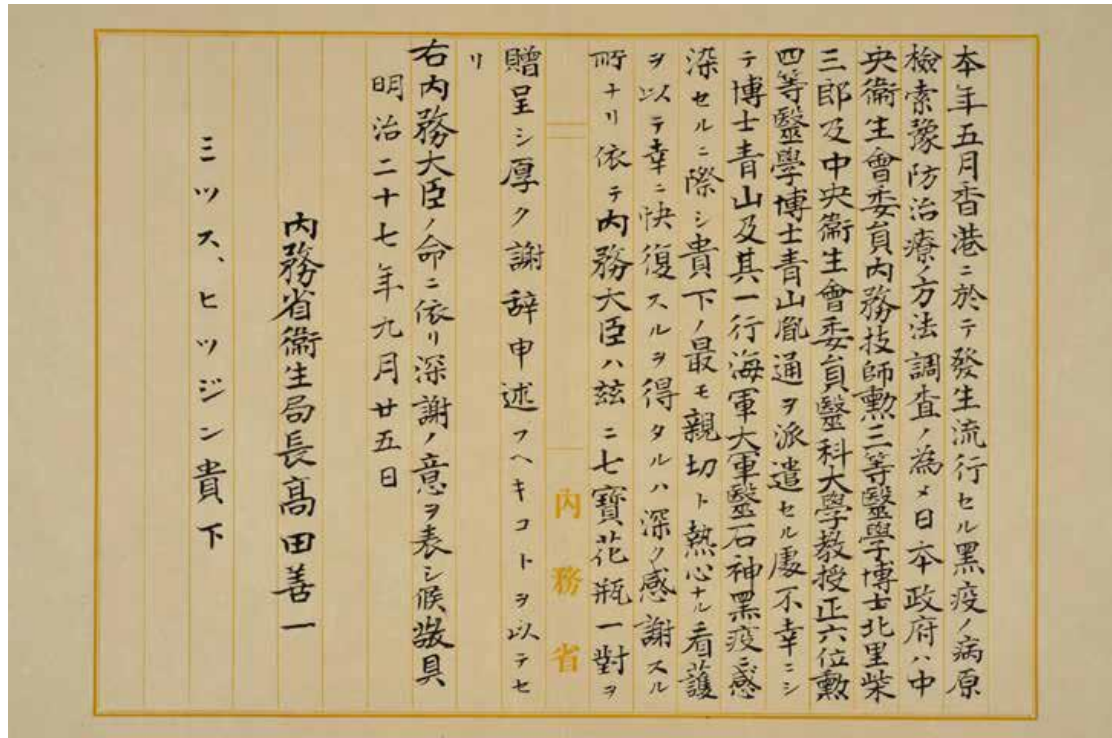 本年五月香港ニ於テ發生流行セル黑疫ノ病原
檢索豫防治療ノ方法調査ノ為メ日本政府ハ中
央衞生會委員内務技師勲三等醫學博士北里柴
三郎及中央衞生會委員醫科大學教授正六位勲
四等醫學博士青山胤通ヲ派遣セル處不幸ニシ
テ博士青山及其一行海軍大軍醫石神黒疫ニ感
染セルニ際シ貴下ノ最モ親切ト熱心ナル看護
ヲ以テ幸ニ快復スルヲ得タルハ深ク感謝スル
所ナリ依テ内務大臣ハ茲ニ七寶花瓶一對ヲ
内務省
贈呈シ厚ク謝辞申述フヘキコトヲ以テセ
リ
右内務大臣ノ命ニ依リ深謝ノ意ヲ表シ候敬具
明治二十七年九月廿五日
内務省衞生局長髙田善一
ミツス、ヒツジン貴下